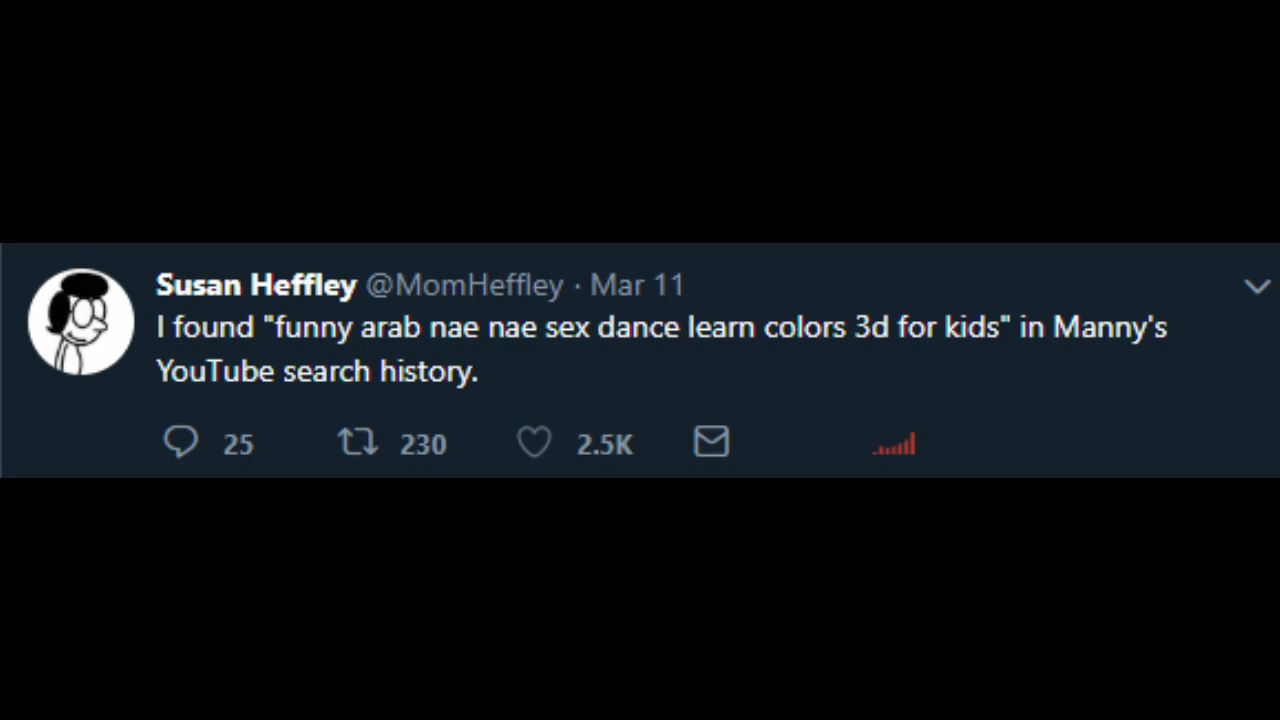 Susan Heffley @MomHeffley · Mar 11
I found "funny arab nae nae sex dance learn colors 3d for kids" in Manny's
YouTube search history.
25 230 2.5K